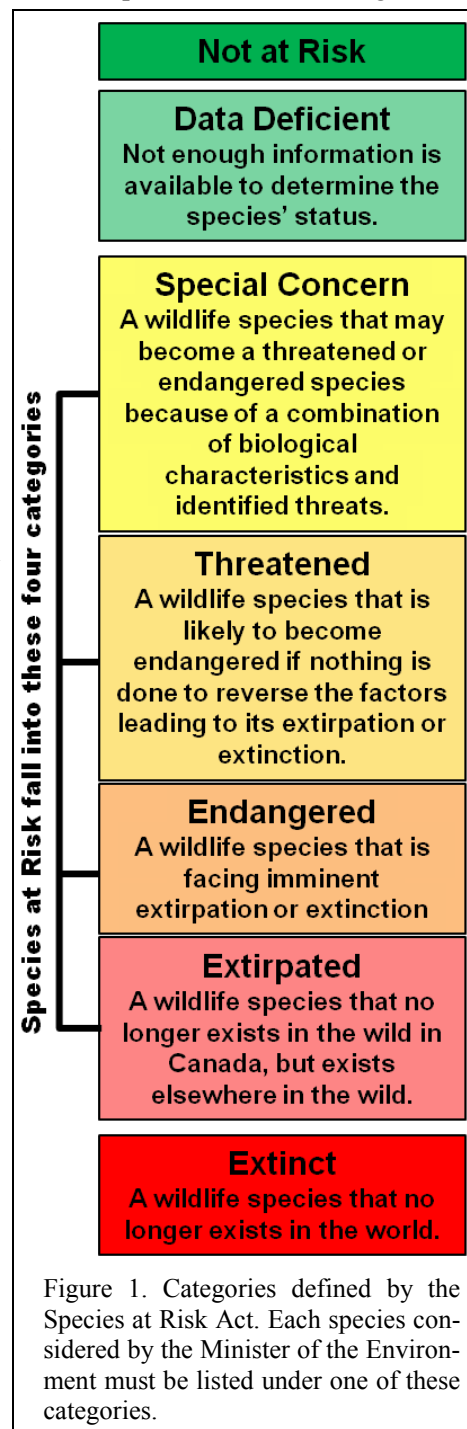 Not at Risk
Data Deficient
Not enough information is
available to determine the
species' status.
Species at Risk fall into these four categories
Special Concern
A wildlife species that may
become a threatened or
endangered species
because of a combination
of biological
characteristics and
identified threats.
Threatened
A wildlife species that is
likely to become
endangered if nothing is
done to reverse the factors
leading to its extirpation or
extinction.
Endangered
A wildlife species that is
facing imminent
extirpation or extinction
Extirpated
A wildlife species that no
longer exists in the wild in
Canada, but exists
elsewhere in the wild.
Extinct
A wildlife species that no
longer exists in the world.
Figure 1. Categories defined by the
Species at Risk Act. Each species con-
sidered by the Minister of the Environ-
ment must be listed under one of these
categories.